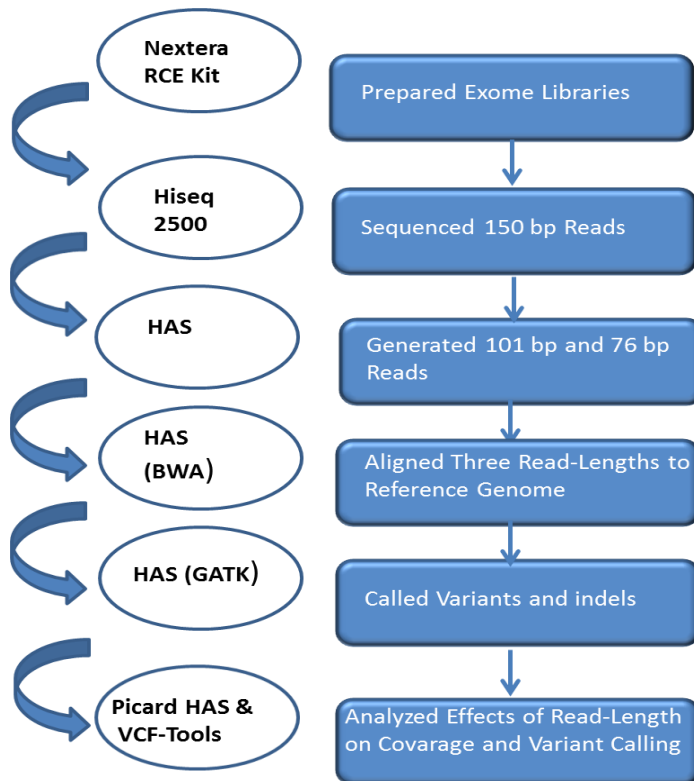 Nextera
RCE Kit
Prepared Exome Libraries
Hiseq
2500
Sequenced 150 bp Reads
HAS
Generated 101 bp and 76 bp
Reads
HAS
(BWA)
Aligned Three Read-Lengths to
Reference Genome
HAS (GATK)
Called Variants and indels
Picard HAS &
VCF-Tools
Analyzed Effects of Read-Length
on Covarage and Variant Calling